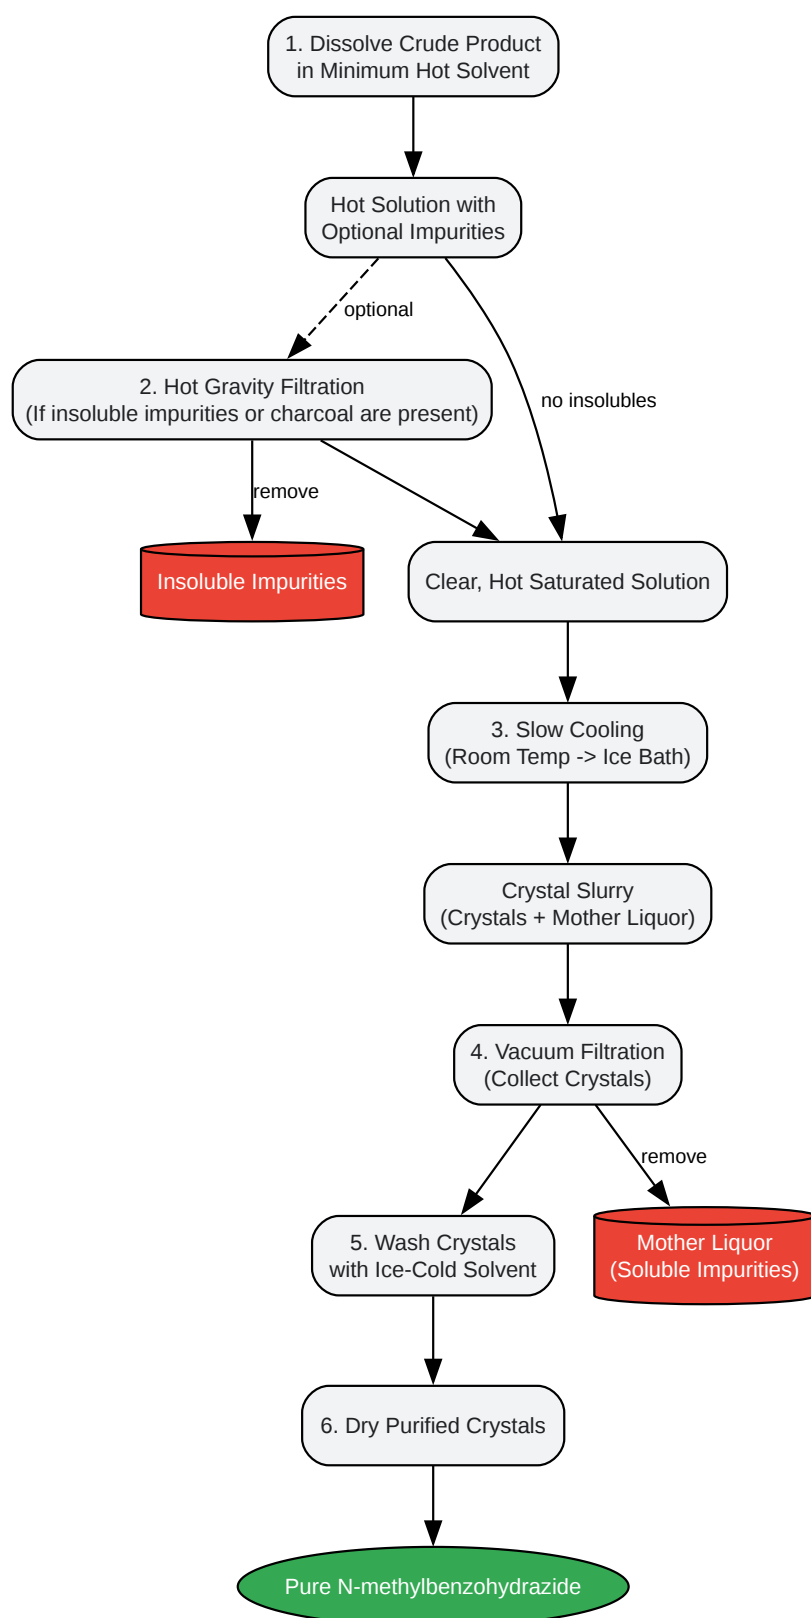 1. Dissolve Crude Product
in Minimum Hot Solvent
Hot Solution with
Optional Impurities
optional
2. Hot Gravity Filtration
(If insoluble impurities or charcoal are present)
no insolubles
remove
Insoluble Impurities
Clear, Hot Saturated Solution
3. Slow Cooling
(Room Temp -> Ice Bath)
Crystal Slurry
(Crystals + Mother Liquor)
4. Vacuum Filtration
(Collect Crystals)
remove
5. Wash Crystals
with Ice-Cold Solvent
Mother Liquor
(Soluble Impurities)
6. Dry Purified Crystals
Pure N-methylbenzohydrazide